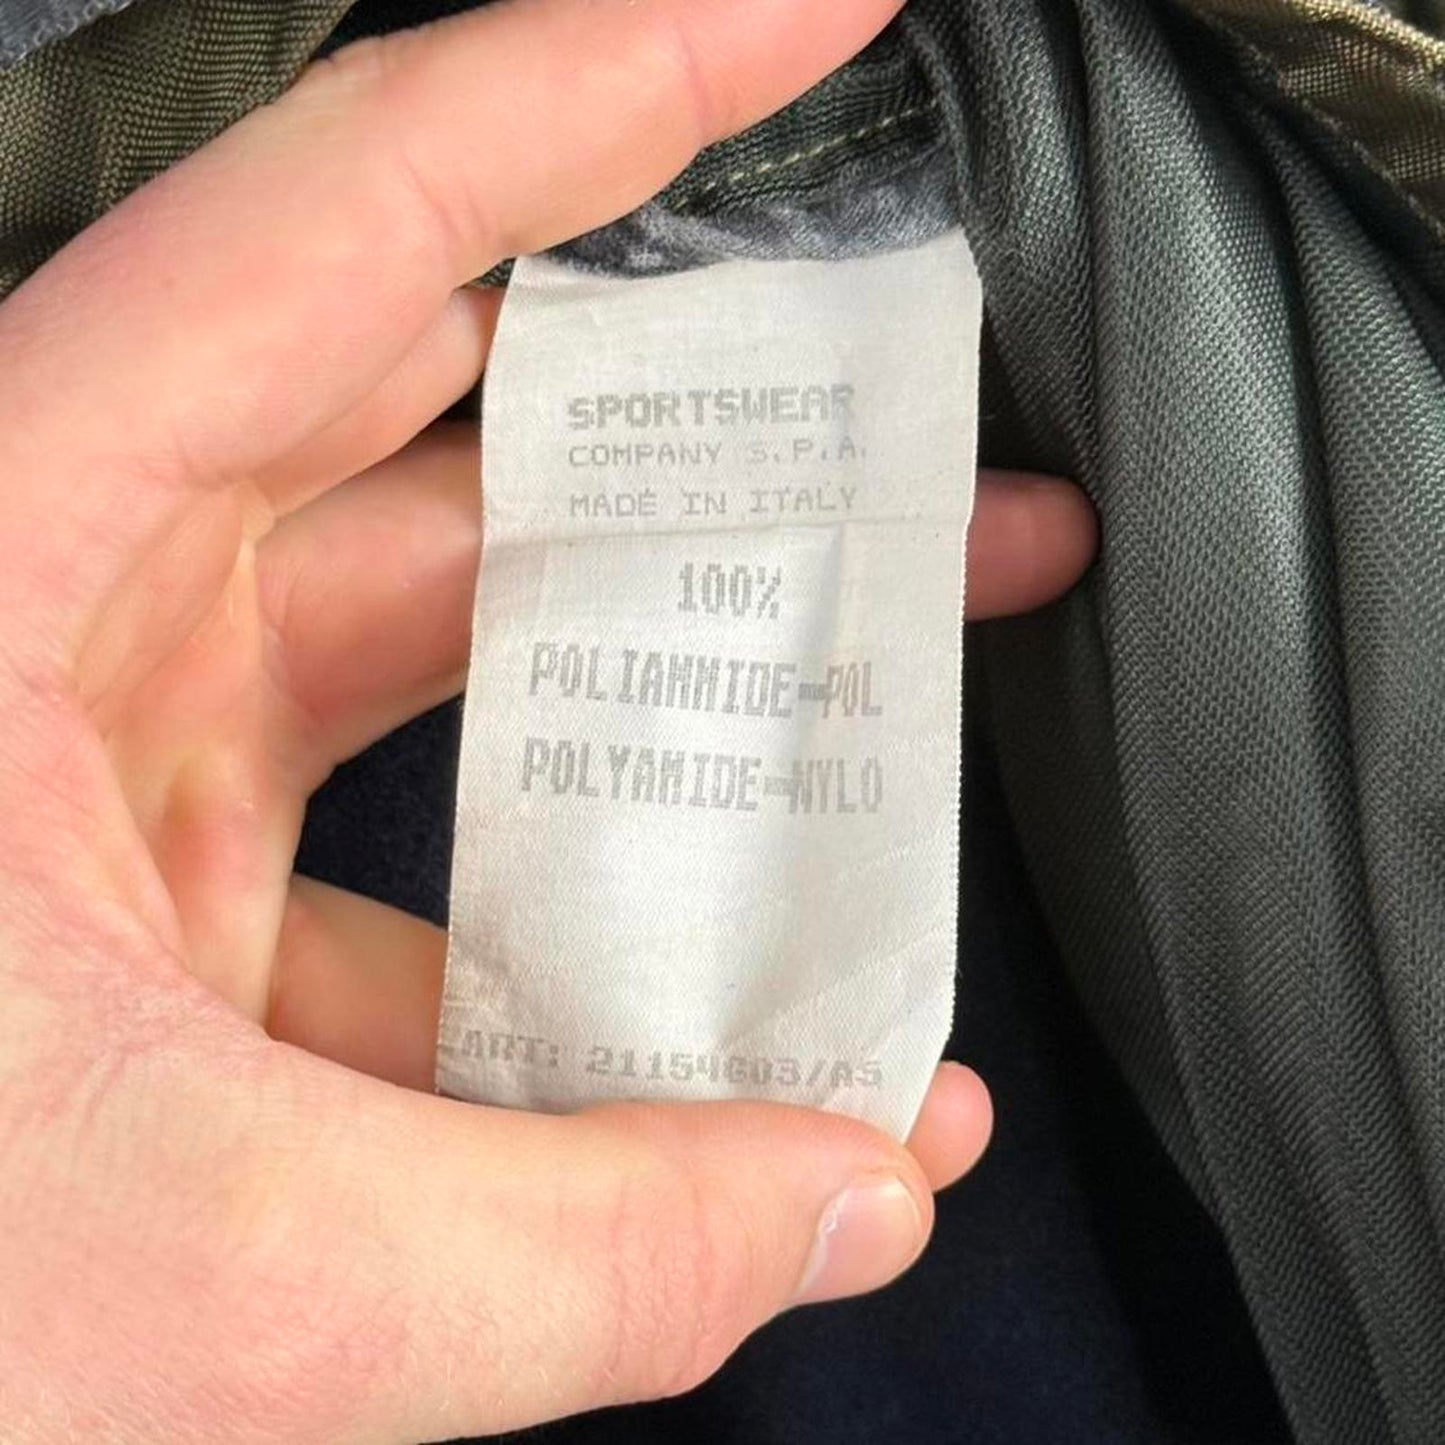 SPORTSWEAR
COMPANY S.P.A.
MADE IN ITALY
100%
POLIAMMIDE-POL
POLYAMIDE-NYLO
ART: 21154G03/A5